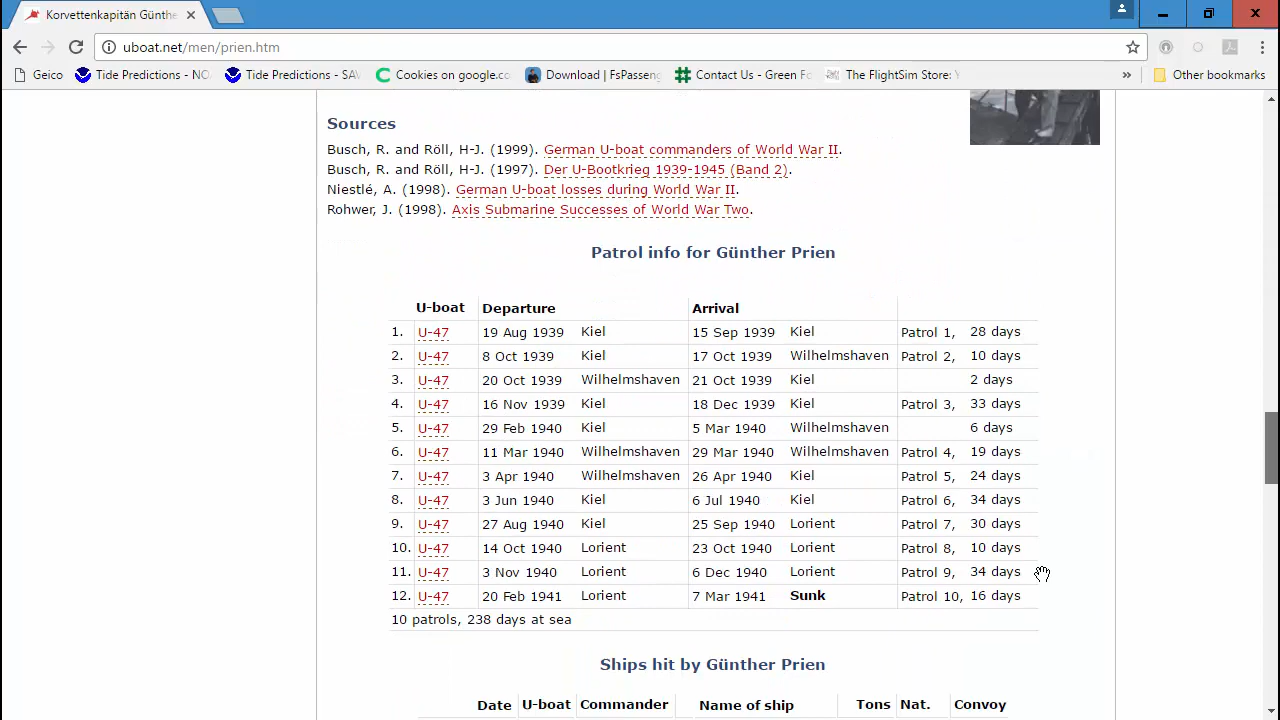 Korvettenkapitän Günthe
uboat.net/men/prien.htm
Geico Tide Predictions - NO Tide Predictions - SAV Cookies on google.co Download | FsPasseng Contact Us - Green Fo The FlightSim Store: Y » Other bookmarks
Sources
Busch, R. and Röll, H-J. (1999). German U-boat commanders of World War II.
Busch, R. and Röll, H-J. (1997). Der U-Bootkrieg 1939-1945 (Band 2).
Niestlé, A. (1998). German U-boat losses during World War II.
Rohwer, J. (1998). Axis Submarine Successes of World War Two.
Patrol info for Günther Prien
U-boat Departure Arrival
1. U-47 19 Aug 1939 Kiel 15 Sep 1939 Kiel Patrol 1, 28 days
2. U-47 8 Oct 1939 Kiel 17 Oct 1939 Wilhelmshaven Patrol 2, 10 days
3. U-47 20 Oct 1939 Wilhelmshaven 21 Oct 1939 Kiel 2 days
4. U-47 16 Nov 1939 Kiel 18 Dec 1939 Kiel Patrol 3, 33 days
5. U-47 29 Feb 1940 Kiel 5 Mar 1940 Wilhelmshaven 6 days
6. U-47 11 Mar 1940 Wilhelmshaven 29 Mar 1940 Wilhelmshaven Patrol 4, 19 days
7. U-47 3 Apr 1940 Wilhelmshaven 26 Apr 1940 Kiel Patrol 5, 24 days
8. U-47 3 Jun 1940 Kiel 6 Jul 1940 Kiel Patrol 6, 34 days
9. U-47 27 Aug 1940 Kiel 25 Sep 1940 Lorient Patrol 7, 30 days
10. U-47 14 Oct 1940 Lorient 23 Oct 1940 Lorient Patrol 8, 10 days
11. U-47 3 Nov 1940 Lorient 6 Dec 1940 Lorient Patrol 9, 34 days
12. U-47 20 Feb 1941 Lorient 7 Mar 1941 Sunk Patrol 10, 16 days
10 patrols, 238 days at sea
Ships hit by Günther Prien
Date U-boat Commander Name of ship Tons Nat. Convoy